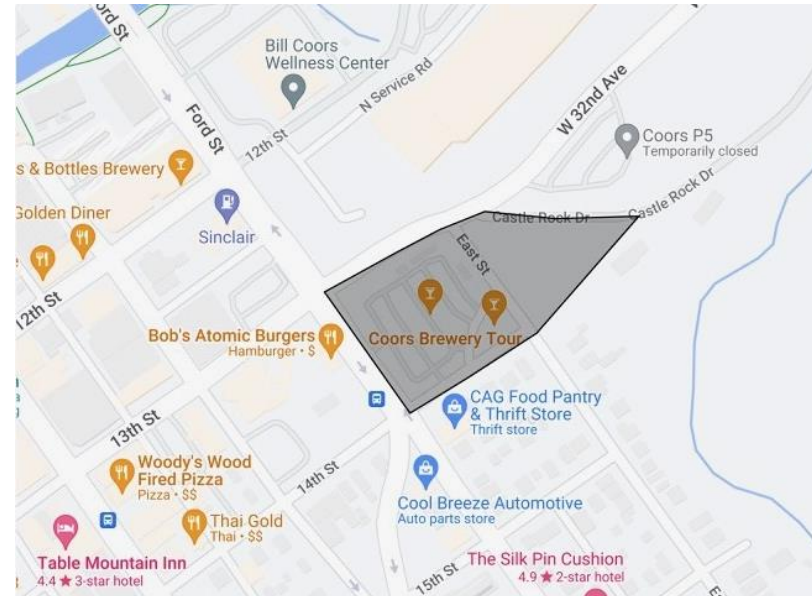 ord St
Bill Coors
Wellness Center
N Service Rd
W 32nd Ave
Ford St
12th St
Coors P5
Temporarily closed
s & Bottles Brewery
Castle Rock Dr
Castle Rock Dr
Golden Diner
Sinclair
East St
12th St
Bob's Atomic Burgers
Hamburger • $
Coors Brewery Tour
CAG Food Pantry
& Thrift Store
Thrift store
13th St
Woody's Wood
Fired Pizza
Pizza • $$
14th St
Cool Breeze Automotive
Auto parts store
Thai Gold
Thai • $$
Table Mountain Inn
4.4 ★ 3-star hotel
15th St
The Silk Pin Cushion
4.9 ★ 2-star hotel